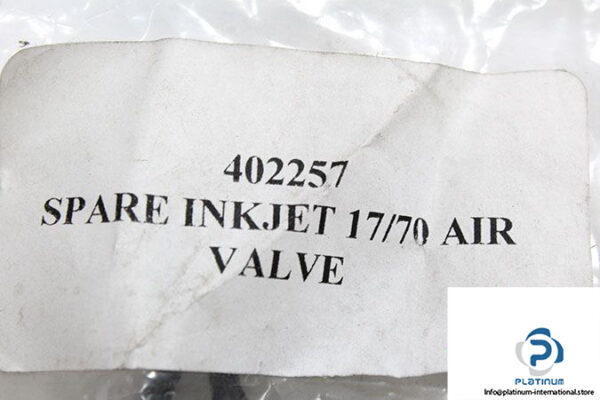 402257
SPARE INKJET 17/70 AIR
VALVE
PLATINUM
Info@platinum-international.store